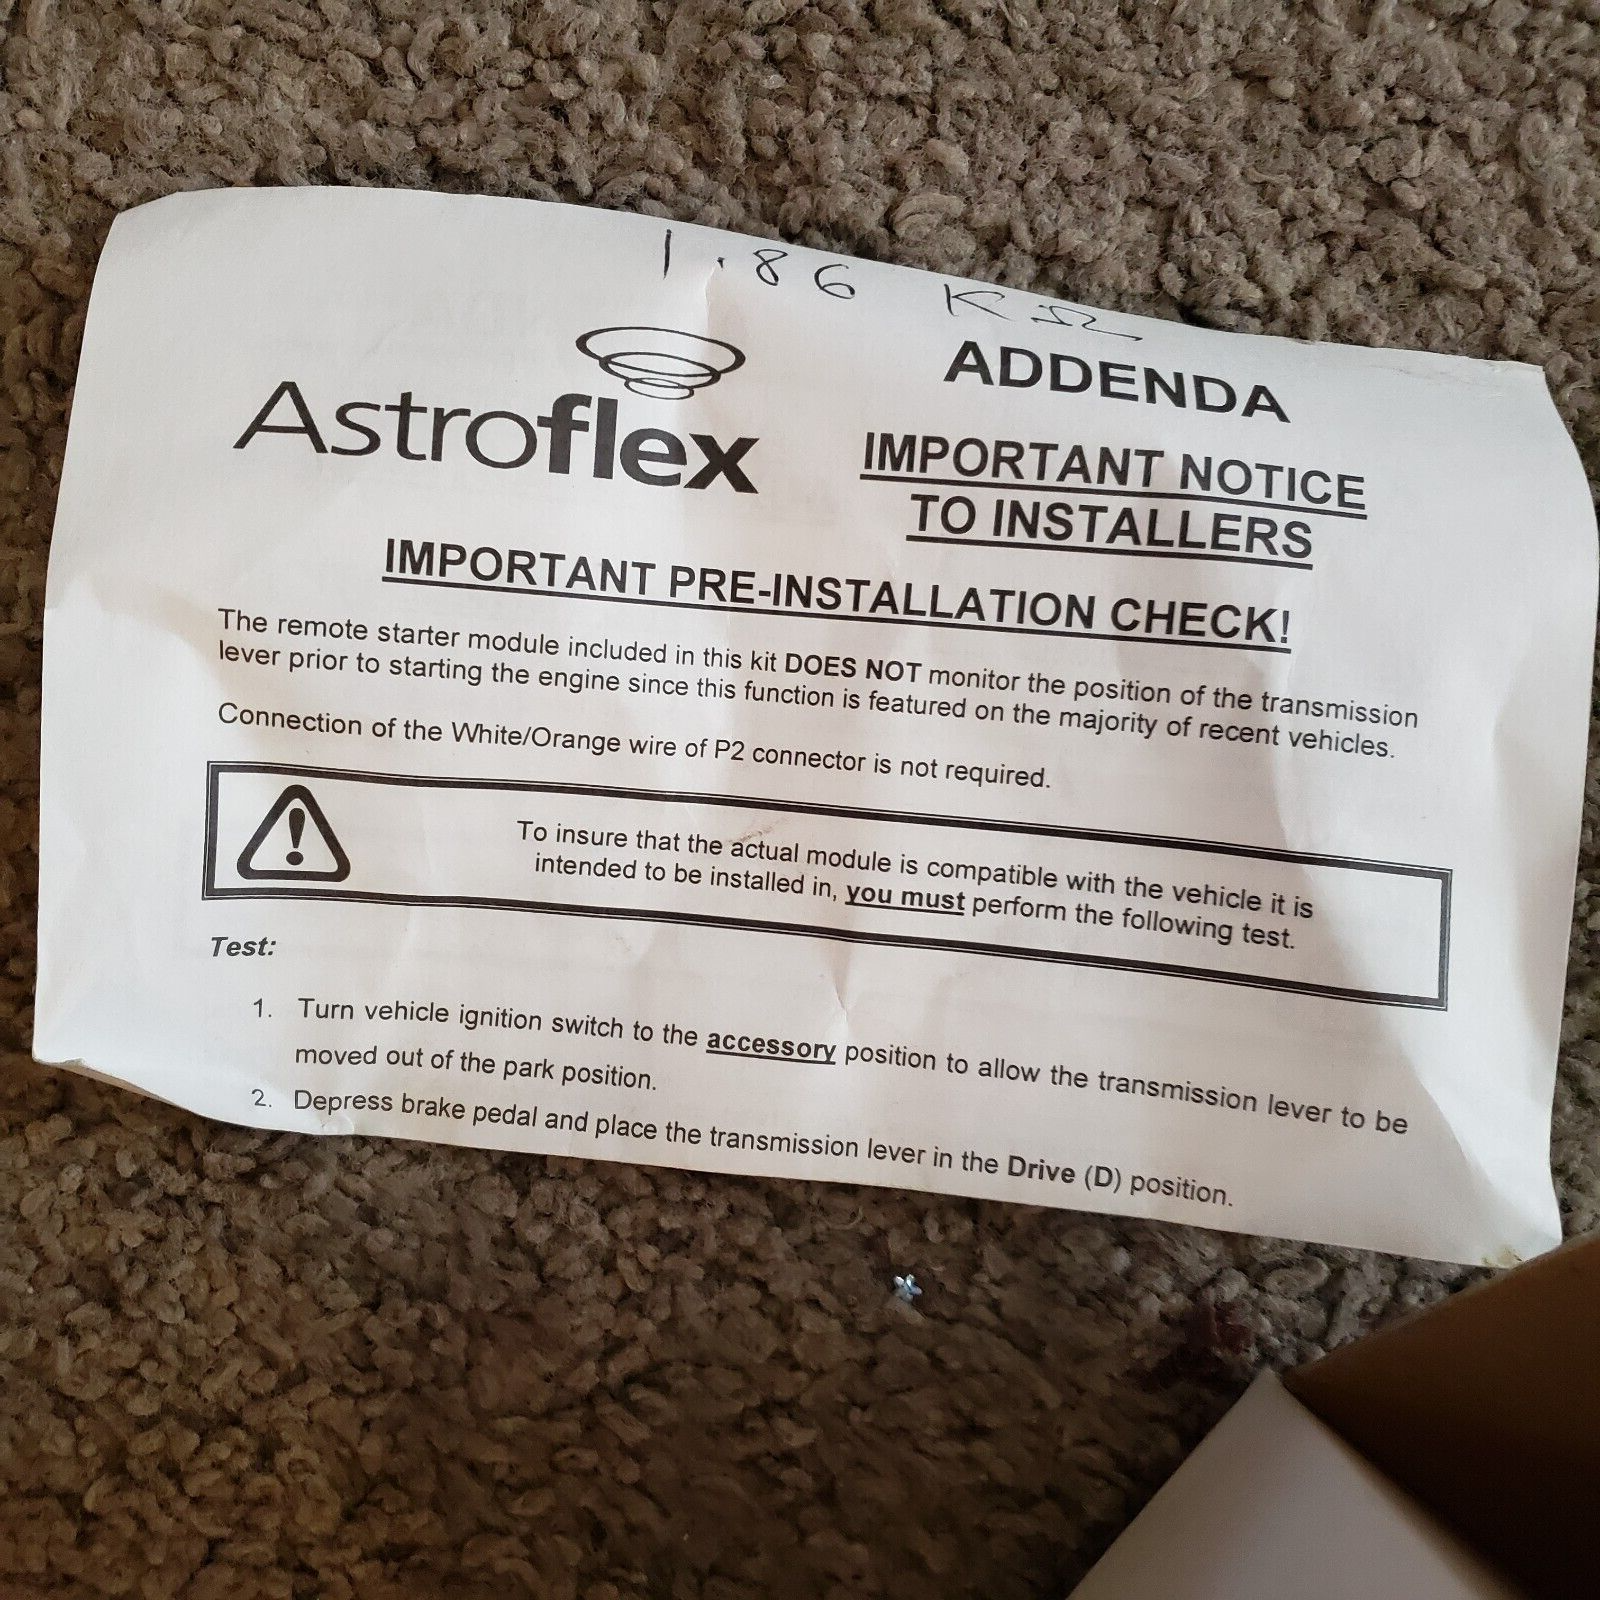 1.86 KΩ
Astroflex
ADDENDA
IMPORTANT NOTICE
TO INSTALLERS
IMPORTANT PRE-INSTALLATION CHECK!
The remote starter module included in this kit DOES NOT monitor the position of the transmission
lever prior to starting the engine since this function is featured on the majority of recent vehicles.
Connection of the White/Orange wire of P2 connector is not required.
To insure that the actual module is compatible with the vehicle it is
intended to be installed in, you must perform the following test.
Test:
1. Turn vehicle ignition switch to the accessory position to allow the transmission lever to be
moved out of the park position.
2. Depress brake pedal and place the transmission lever in the Drive (D) position.